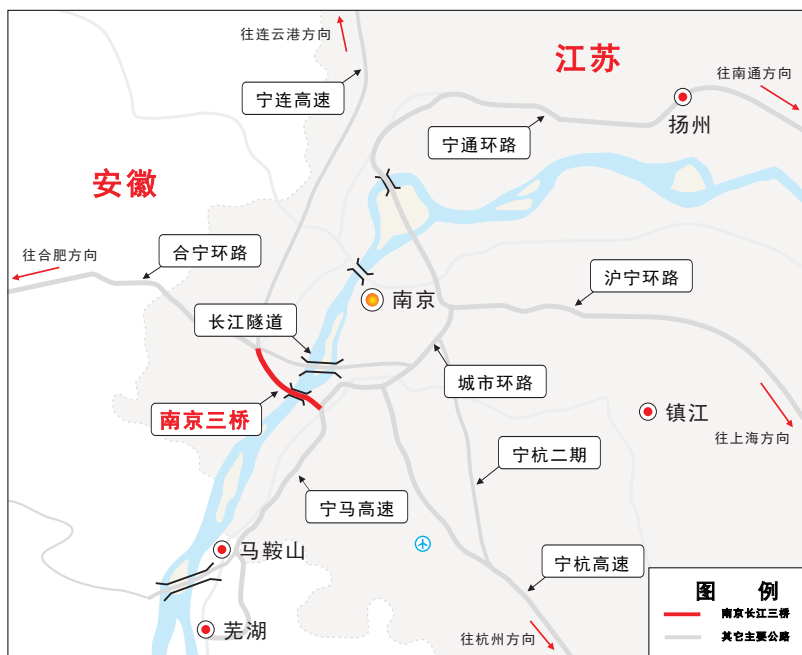 往连云港方向
江苏
往南通方向
宁连高速
扬州
宁通环路
安徽
往合肥方向
合宁环路
沪宁环路
南京
长江隧道
城市环路
南京三桥
镇江
往上海方向
宁杭二期
宁马高速
马鞍山
宁杭高速
芜湖
往杭州方向
图 例
南京长江三桥
其它主要公路